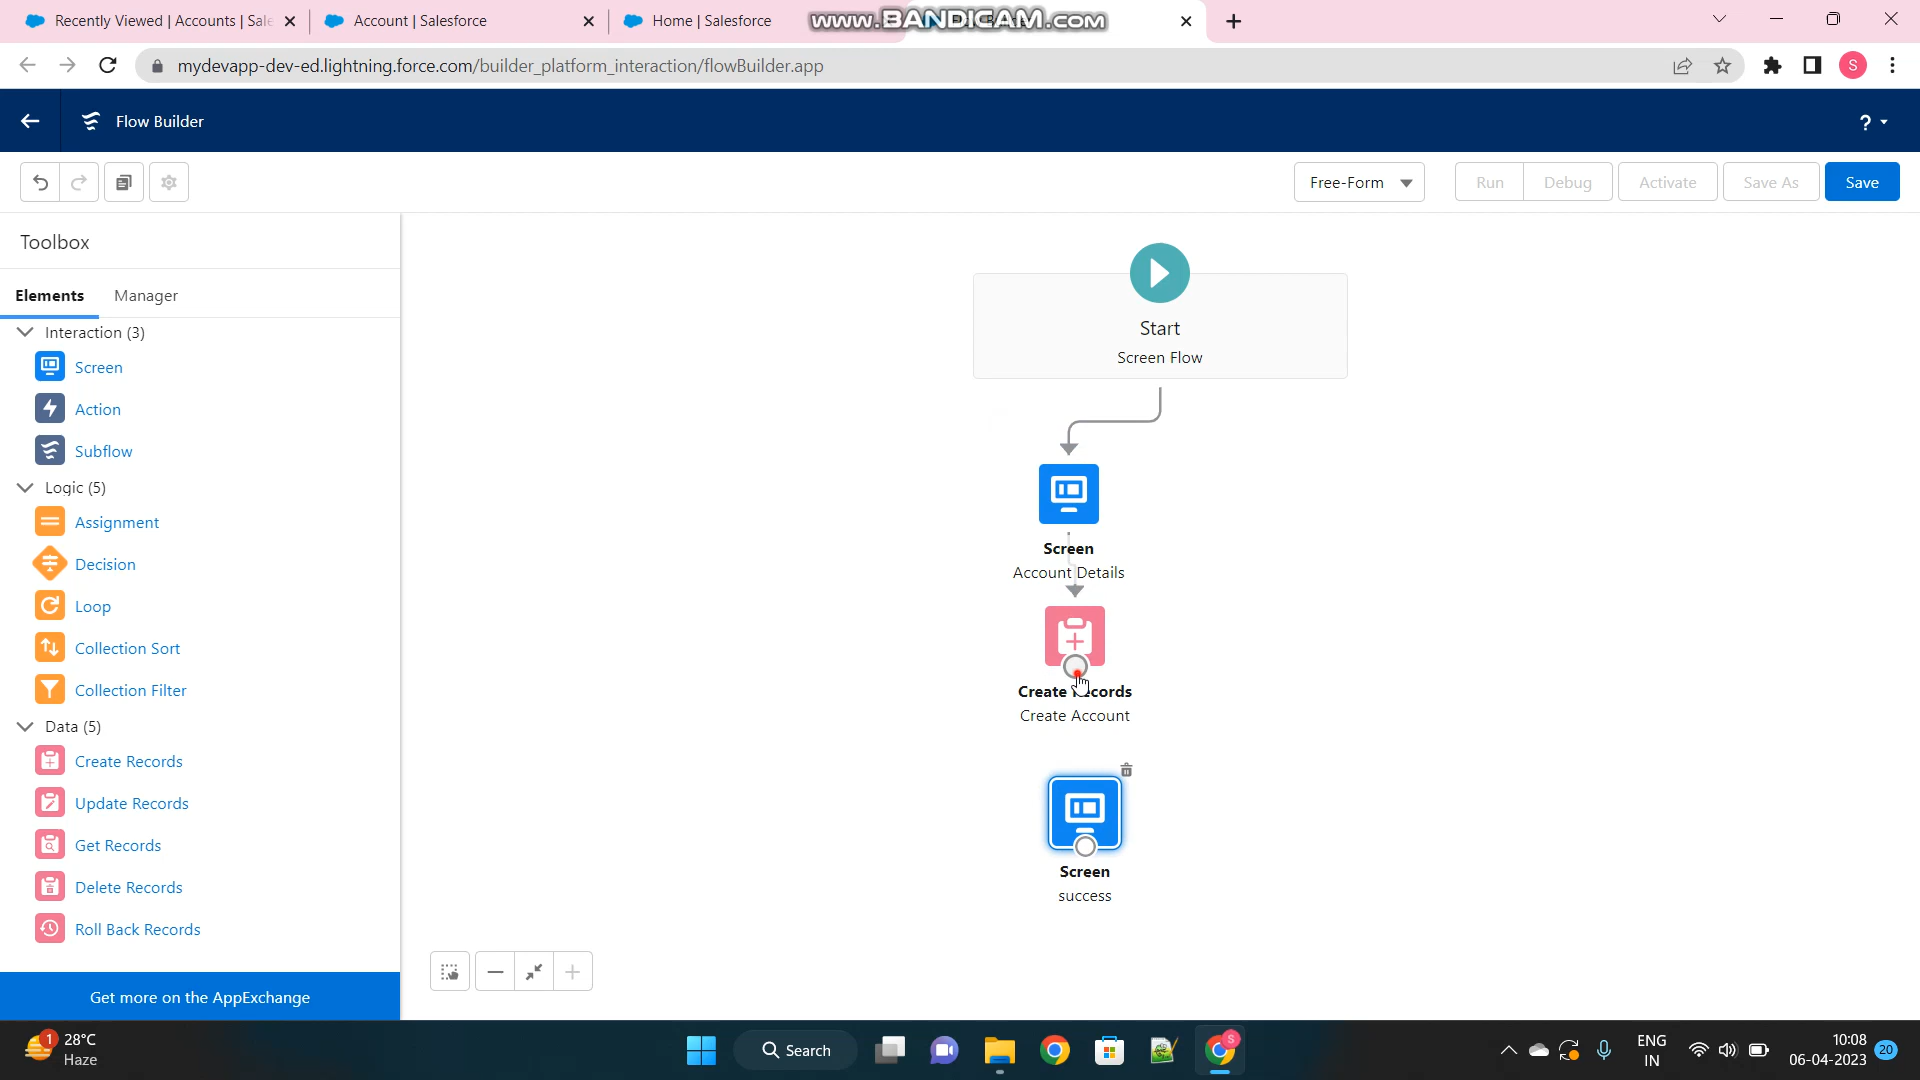 Recently Viewed | Accounts | Sale
Account | Salesforce
Home | Salesforce
www.BANDICAM.com
mydevapp-dev-ed.lightning.force.com/builder_platform_interaction/flowBuilder.app
S
Flow Builder
?
Free-Form
Run
Debug
Activate
Save As
Save
Toolbox
Elements
Manager
Interaction (3)
Screen
Action
Subflow
Logic (5)
Assignment
Decision
Loop
Collection Sort
Collection Filter
Data (5)
Create Records
Update Records
Get Records
Delete Records
Roll Back Records
Get more on the AppExchange
Start
Screen Flow
Screen
Account Details
Create Records
Create Account
Screen
success
1
28°C
Haze
Search
S
ENG
IN
10:08
06-04-2023
20